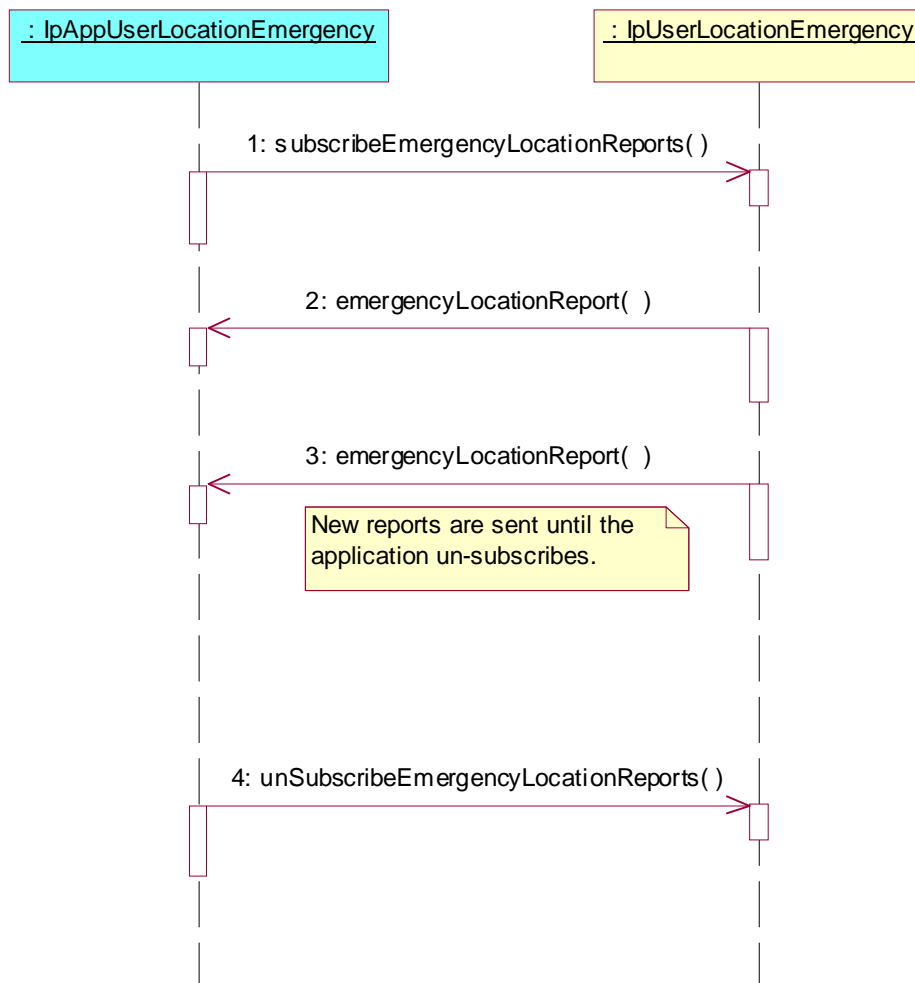 : IpAppUserLocationEmergency
: IpUserLocationEmergency
1: subscribeEmergencyLocationReports( )
2: emergencyLocationReport( )
3: emergencyLocationReport( )
New reports are sent until the
application un-subscribes.
4: unSubscribeEmergencyLocationReports( )